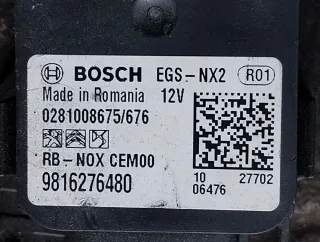 BOSCH EGS-NX2 R01
Made in Romania 12V
0281008675/676
RB-NOX CEM00
9816276480
10 27702
06476